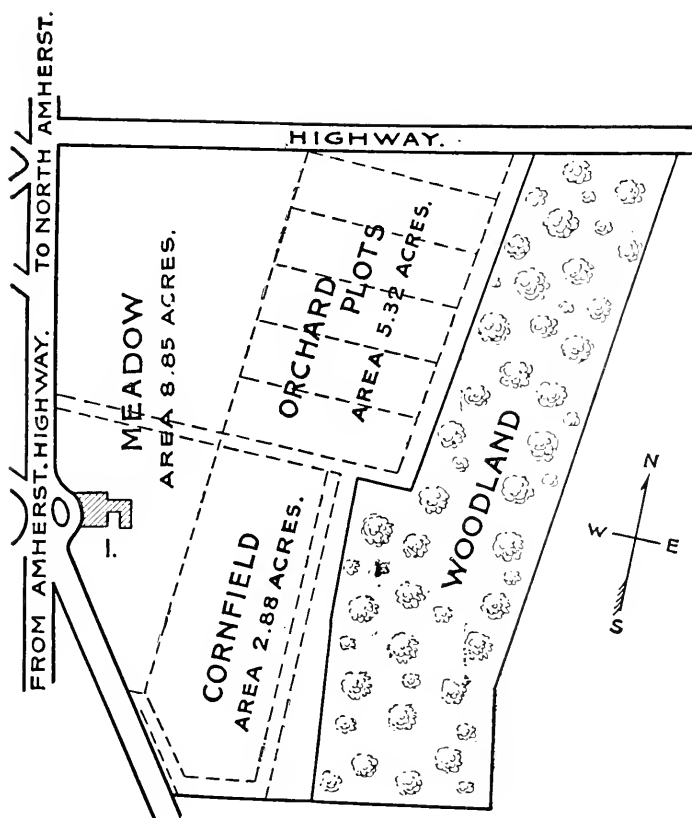 TO NORTH AMHERST.
FROM AMHERST. HIGHWAY.
HIGHWAY.
MEADOW
AREA 8.85 ACRES.
ORCHARD
PLOTS
AREA 5.32 ACRES.
CORNFIELD
AREA 2.88 ACRES.
WOODLAND
1.
N
W
E
S